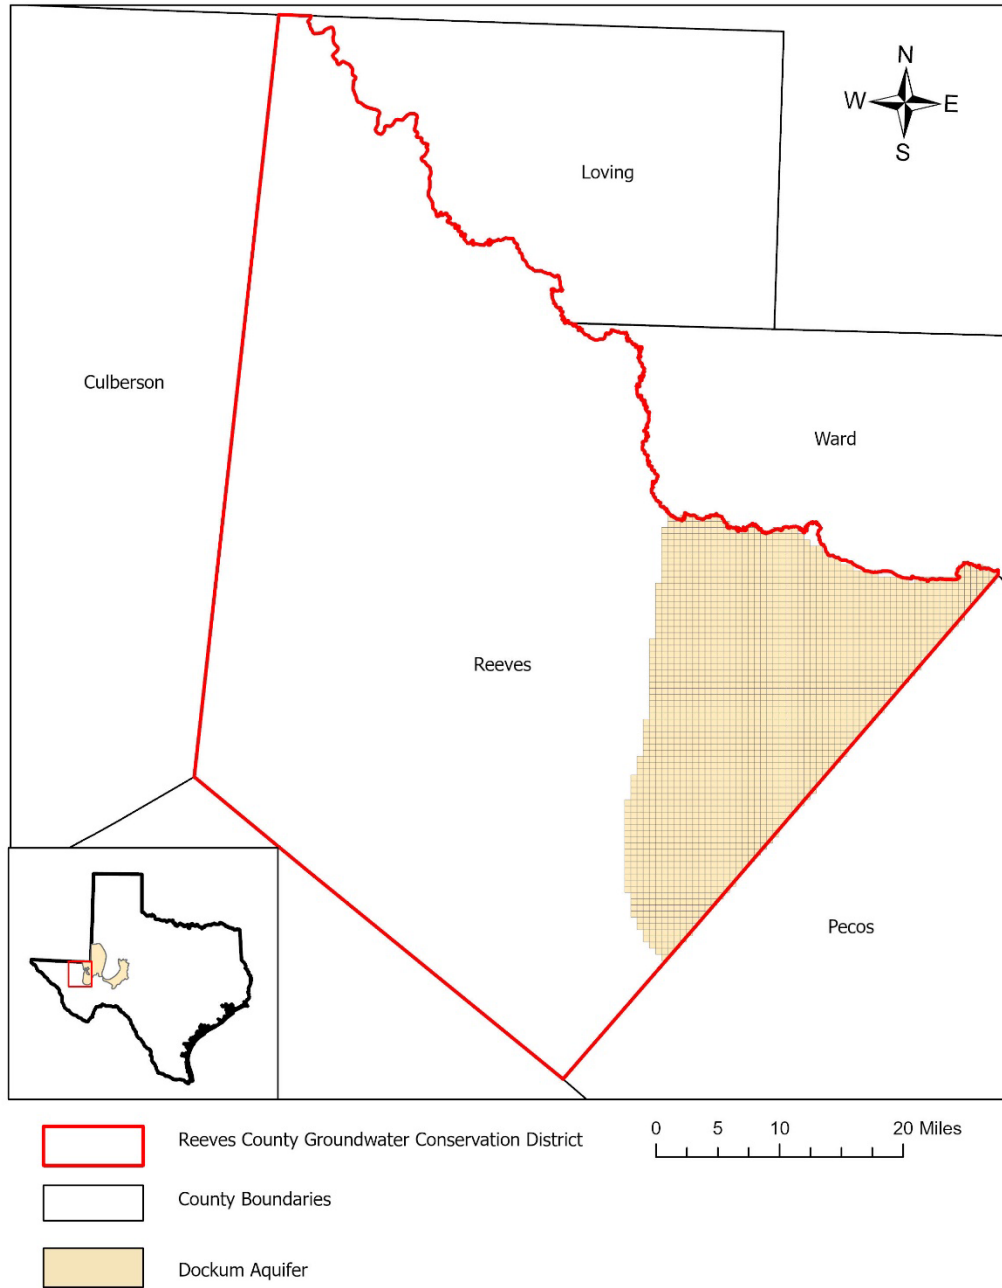 N
W E
S
Loving
Culberson
Ward
Reeves
Pecos
Reeves County Groundwater Conservation District
0 5 10 20 Miles
County Boundaries
Dockum Aquifer